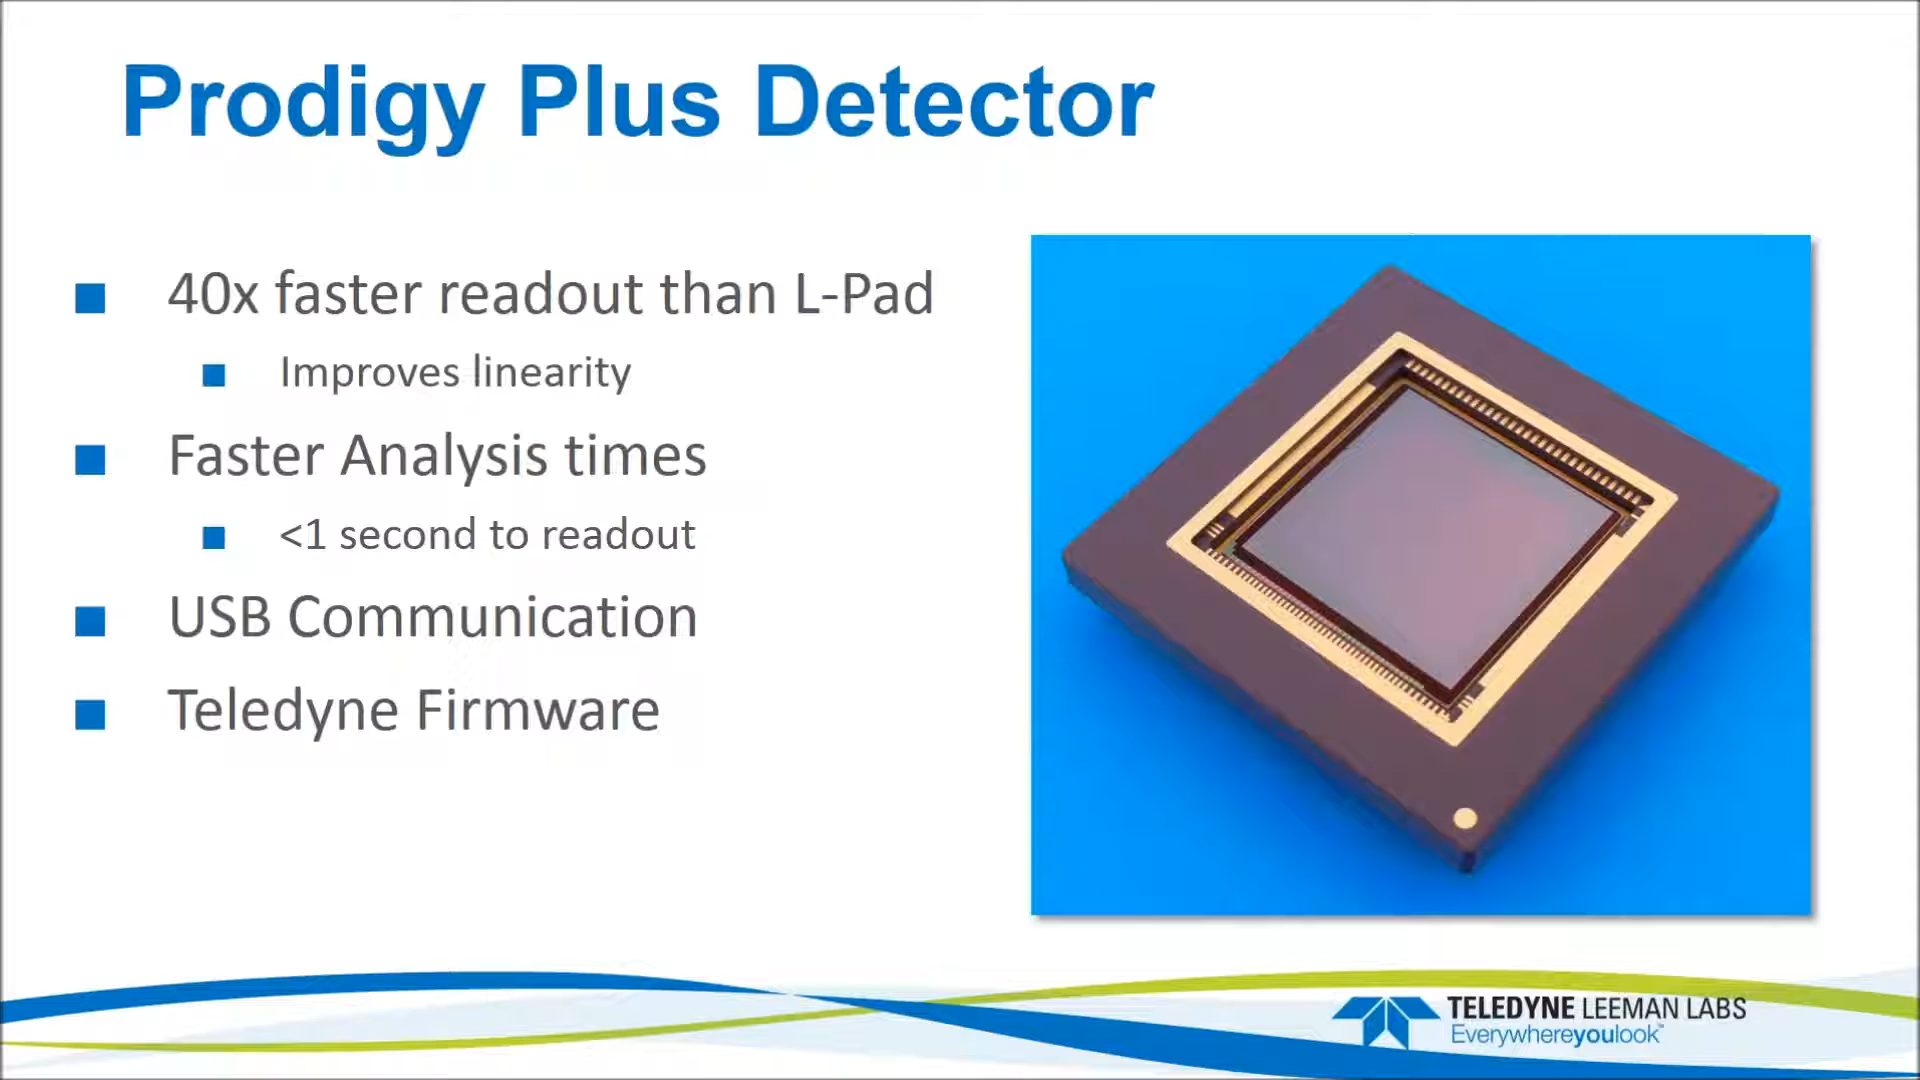 Prodigy Plus Detector
40x faster readout than L-Pad
Improves linearity
Faster Analysis times
<1 second to readout
USB Communication
Teledyne Firmware
TELEDYNE LEEMAN LABS
Everywhereyoulook™